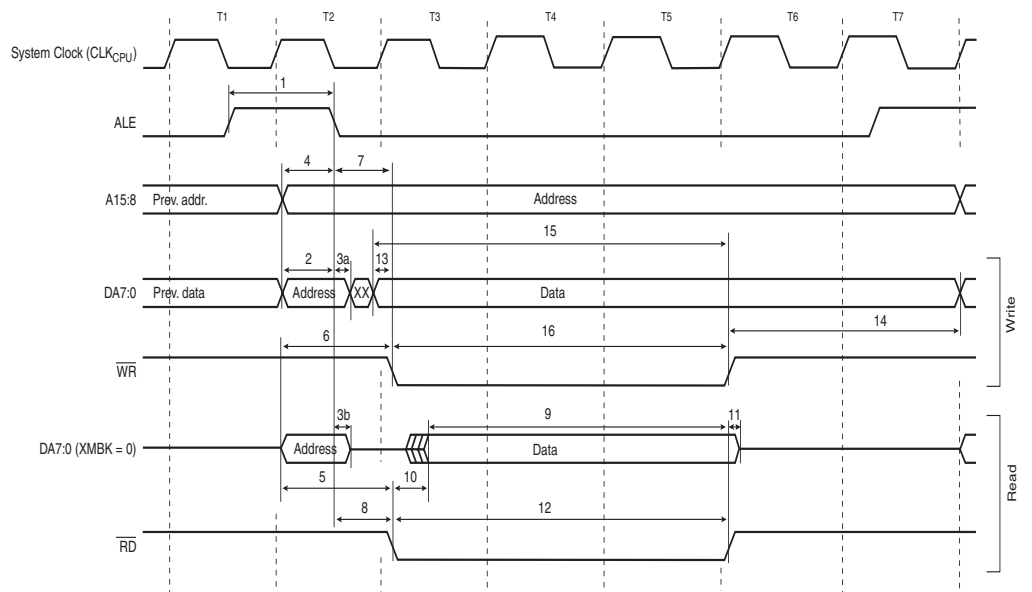 T1 T2 T3 T4 T5 T6 T7
System Clock (CLKCPU)
1
ALE
4 7
A15:8 Prev. addr. Address
15
2 3a 13
DA7:0 Prev. data Address XX Data
14
6 16
WR
Write
3b 9 11
DA7:0 (XMBK = 0) Address Data
5 10
8 12
RD
Read